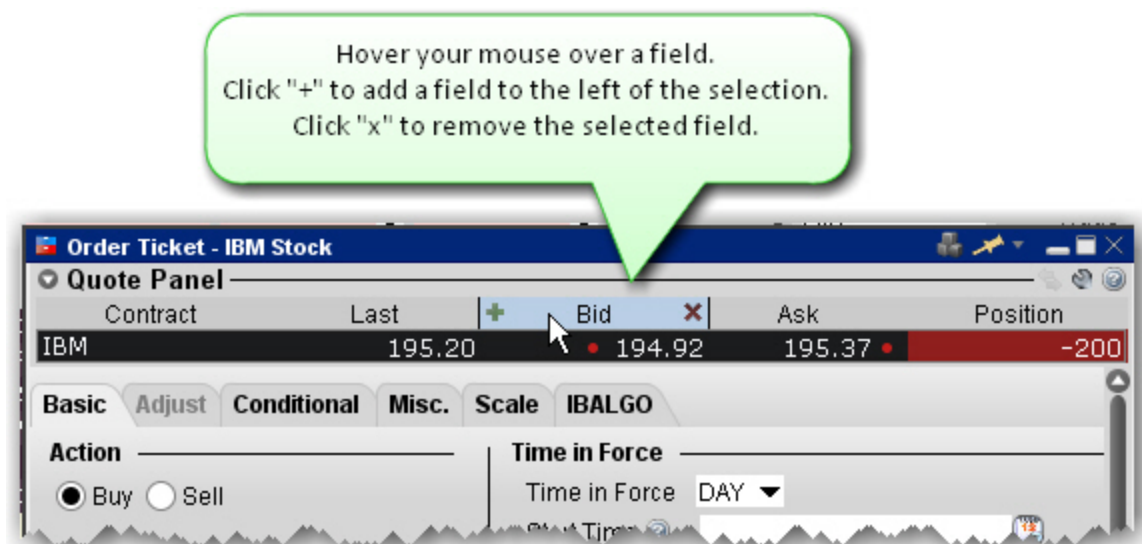 Hover your mouse over a field.
Click "+" to add a field to the left of the selection.
Click "x" to remove the selected field.
Order Ticket - IBM Stock
Quote Panel
Contract Last + Bid x Ask Position
IBM 195.20 194.92 195.37 -200
Basic Adjust Conditional Misc. Scale IBALGO
Action Time in Force
Buy Sell Time in Force DAY